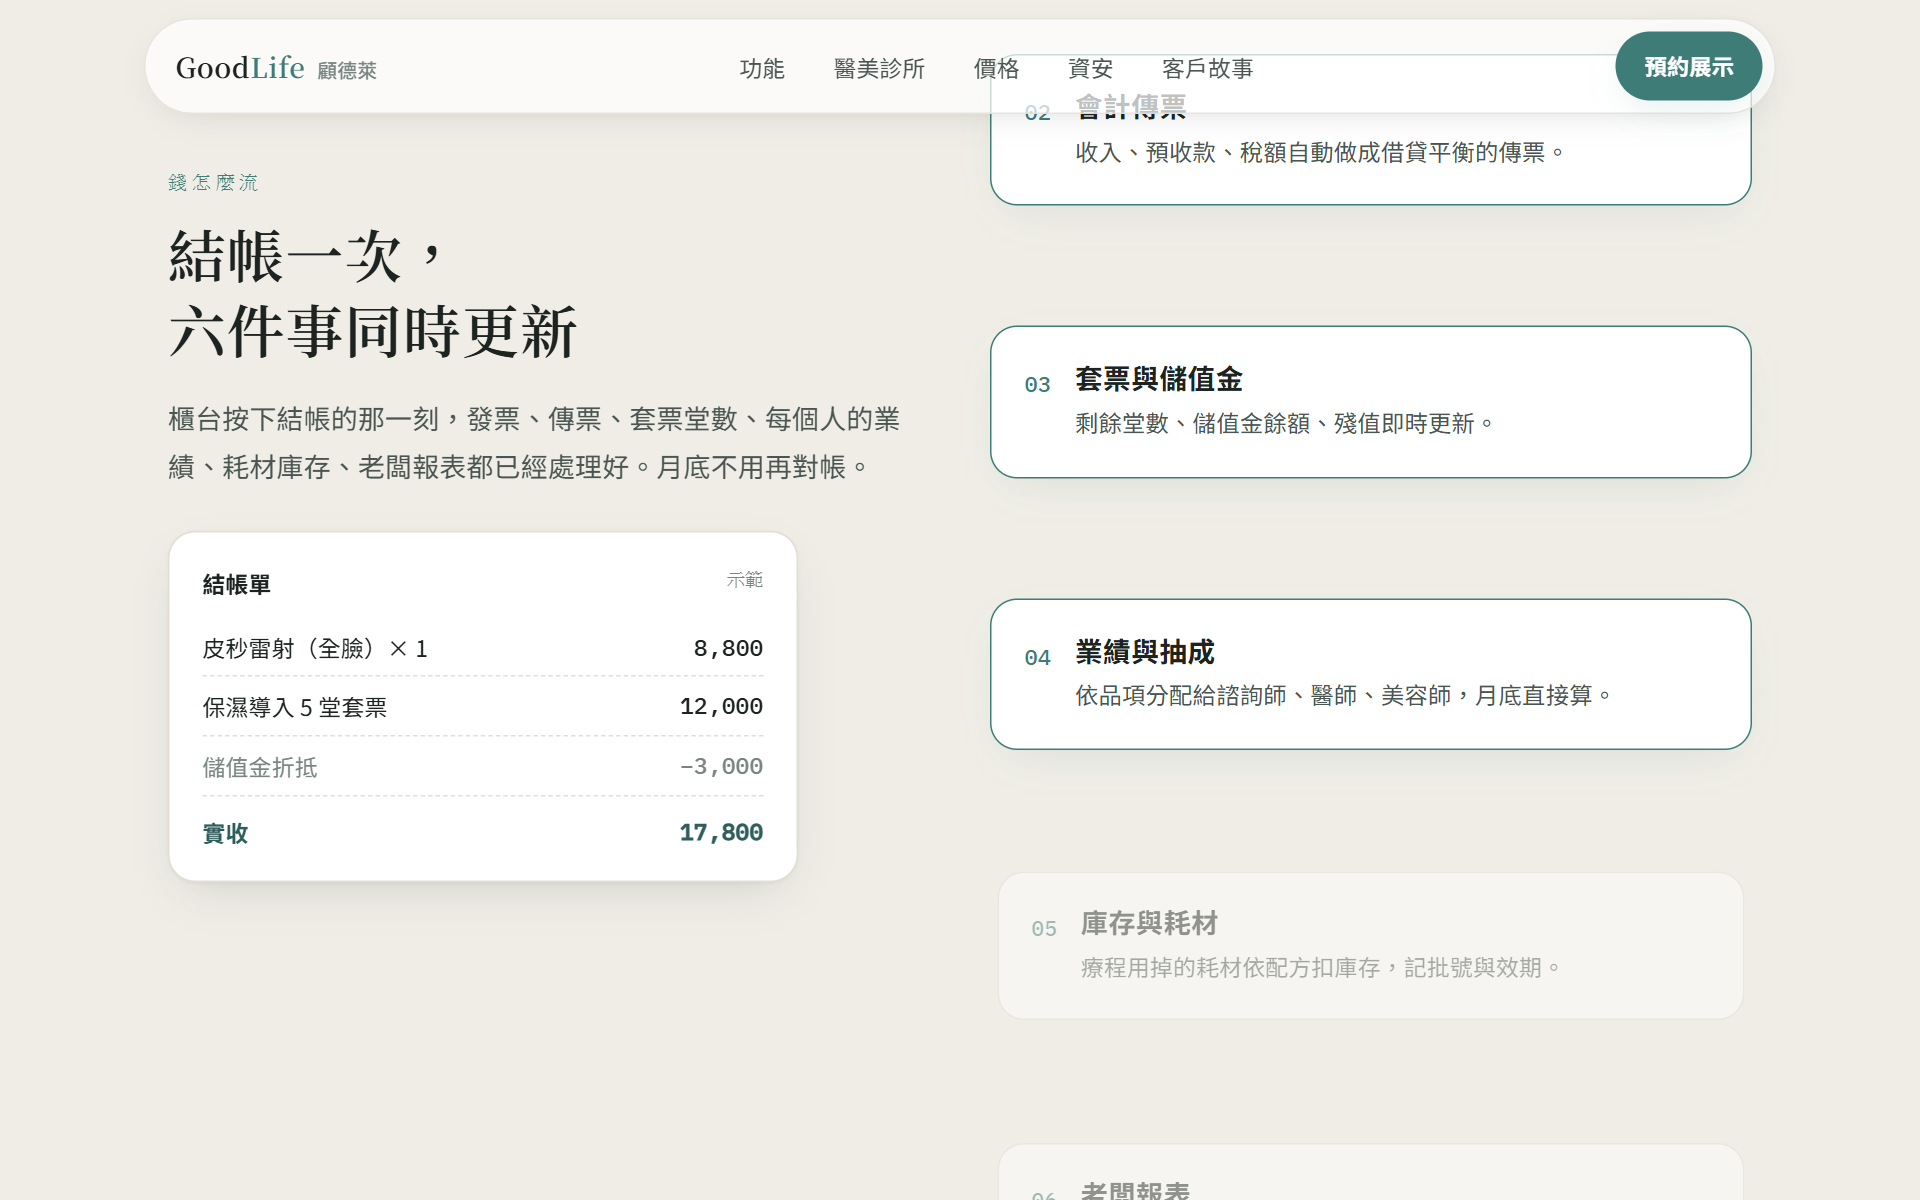 GoodLife 顧德萊
功能 醫美診所 價格 資安 客戶故事
預約展示
錢怎麼流
結帳一次，
六件事同時更新
櫃台按下結帳的那一刻，發票、傳票、套票堂數、每個人的業
績、耗材庫存、老闆報表都已經處理好。月底不用再對帳。
結帳單 示範
皮秒雷射（全臉）× 1 8,800
保濕導入 5 堂套票 12,000
儲值金折抵 −3,000
實收 17,800
02 會計傳票
收入、預收款、稅額自動做成借貸平衡的傳票。
03 套票與儲值金
剩餘堂數、儲值金餘額、殘值即時更新。
04 業績與抽成
依品項分配給諮詢師、醫師、美容師，月底直接算。
05 庫存與耗材
療程用掉的耗材依配方扣庫存，記批號與效期。
06 老闆報表